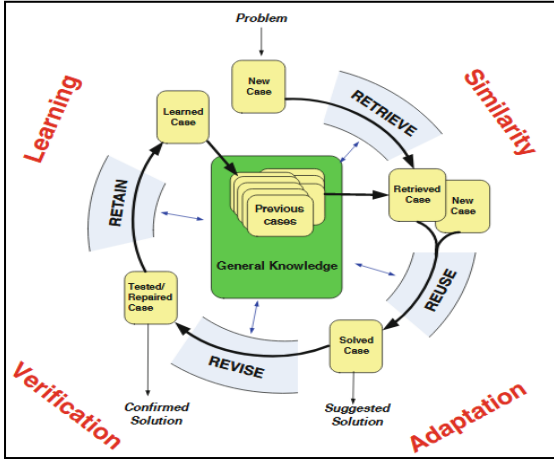 Problem
New
Case
RETRIEVE
Similarity
Learning
Learned
Case
Retrieved
Case
New
Case
Previous
cases
General Knowledge
RETAIN
REUSE
Tested/
Repaired
Case
REVISE
Solved
Case
Verification
Confirmed
Solution
Suggested
Solution
Adaptation